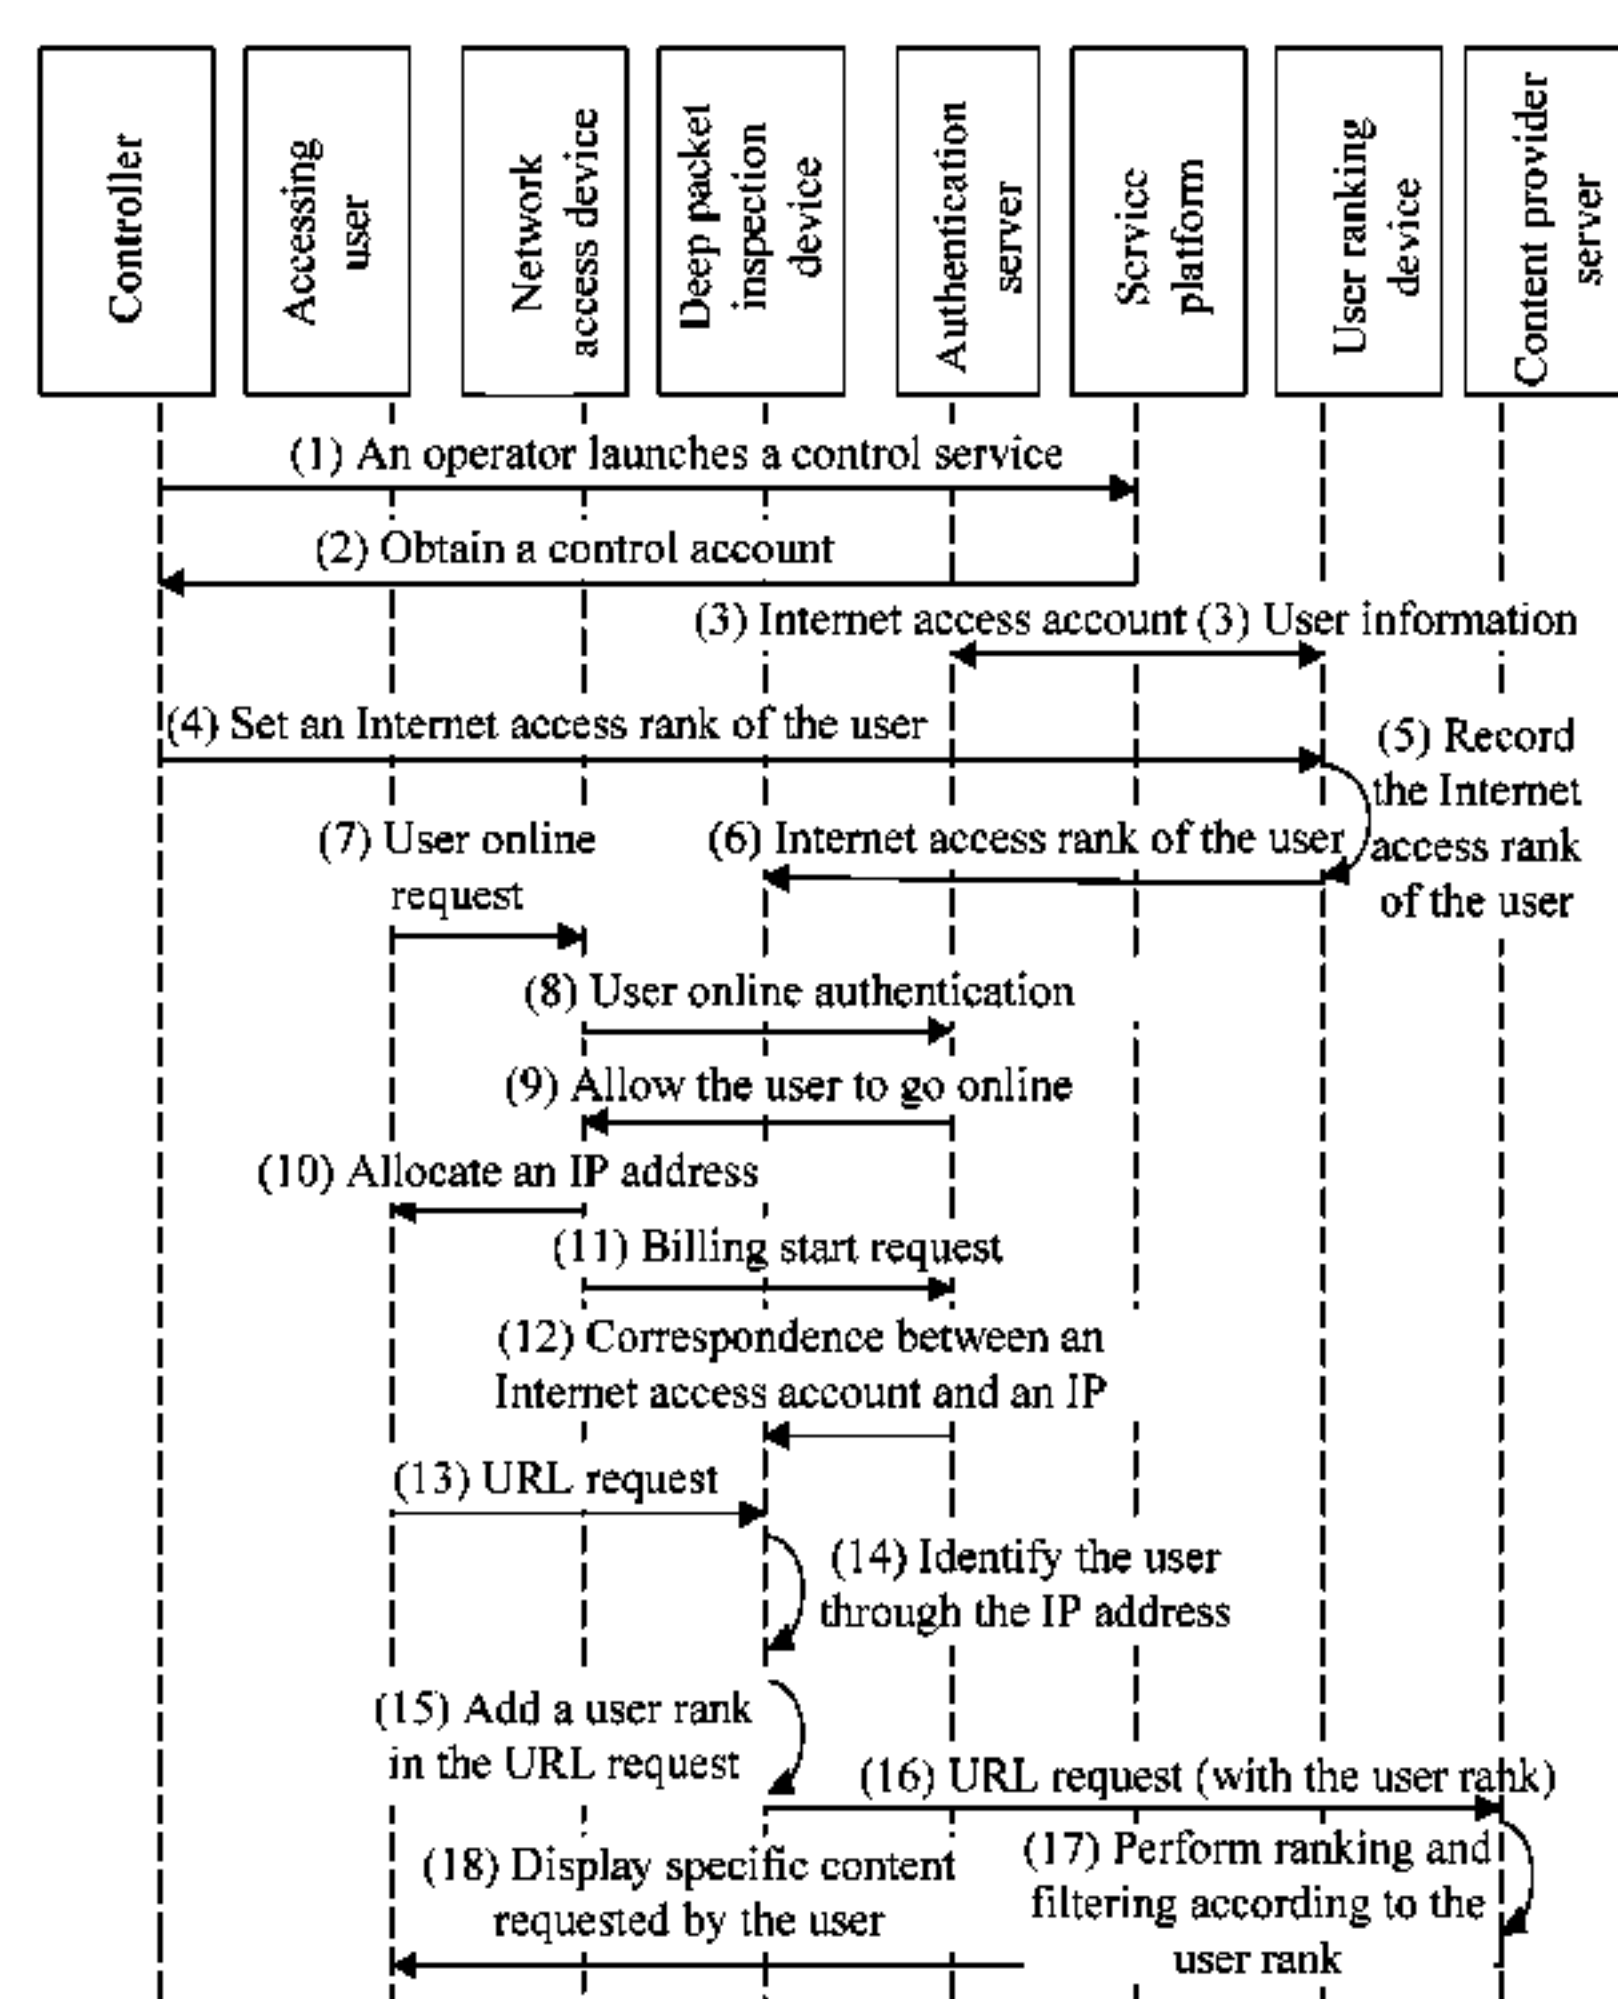 Controller
Accessing
user
Network
access device
Deep packet
inspection
device
Authentication
server
Service
platform
User ranking
device
Content provider
server
(1) An operator launches a control service
(2) Obtain a control account
(3) Internet access account (3) User information
(4) Set an Internet access rank of the user
(5) Record
the Internet
access rank
of the user
(6) Internet access rank of the user
(7) User online
request
(8) User online authentication
(9) Allow the user to go online
(10) Allocate an IP address
(11) Billing start request
(12) Correspondence between an
Internet access account and an IP
(13) URL request
(14) Identify the user
through the IP address
(15) Add a user rank
in the URL request
(16) URL request (with the user rank)
(17) Perform ranking and
filtering according to the
user rank
(18) Display specific content
requested by the user